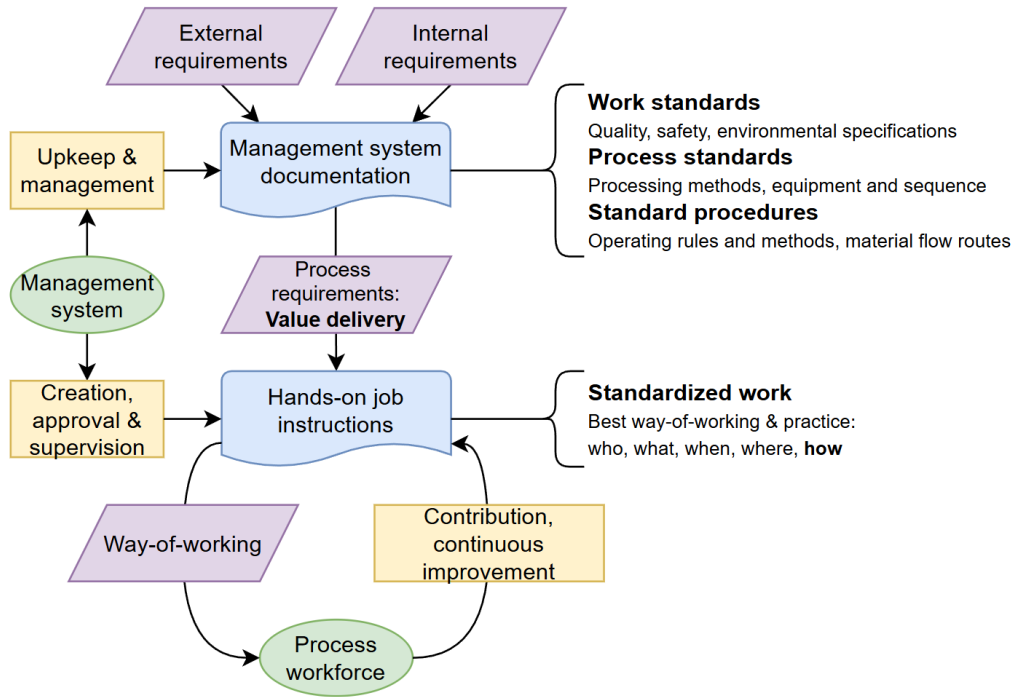 External
requirements
Internal
requirements
Work standards
Quality, safety, environmental specifications
Process standards
Processing methods, equipment and sequence
Standard procedures
Operating rules and methods, material flow routes
Upkeep &
management
Management system
documentation
Management
system
Process
requirements:
Value delivery
Creation,
approval &
supervision
Hands-on job
instructions
Standardized work
Best way-of-working & practice:
who, what, when, where, how
Way-of-working
Contribution,
continuous
improvement
Process
workforce